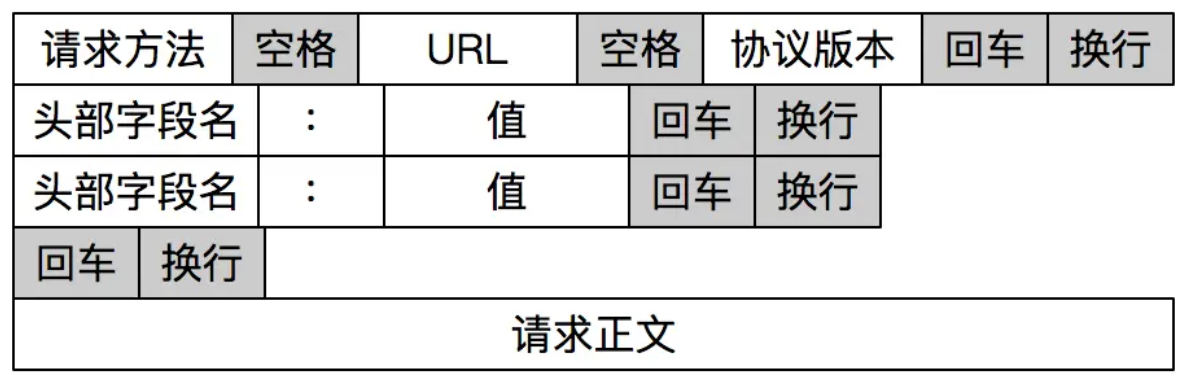 请求方法 空格 URL 空格 协议版本 回车 换行
头部字段名 : 值 回车 换行
头部字段名 : 值 回车 换行
回车 换行
请求正文